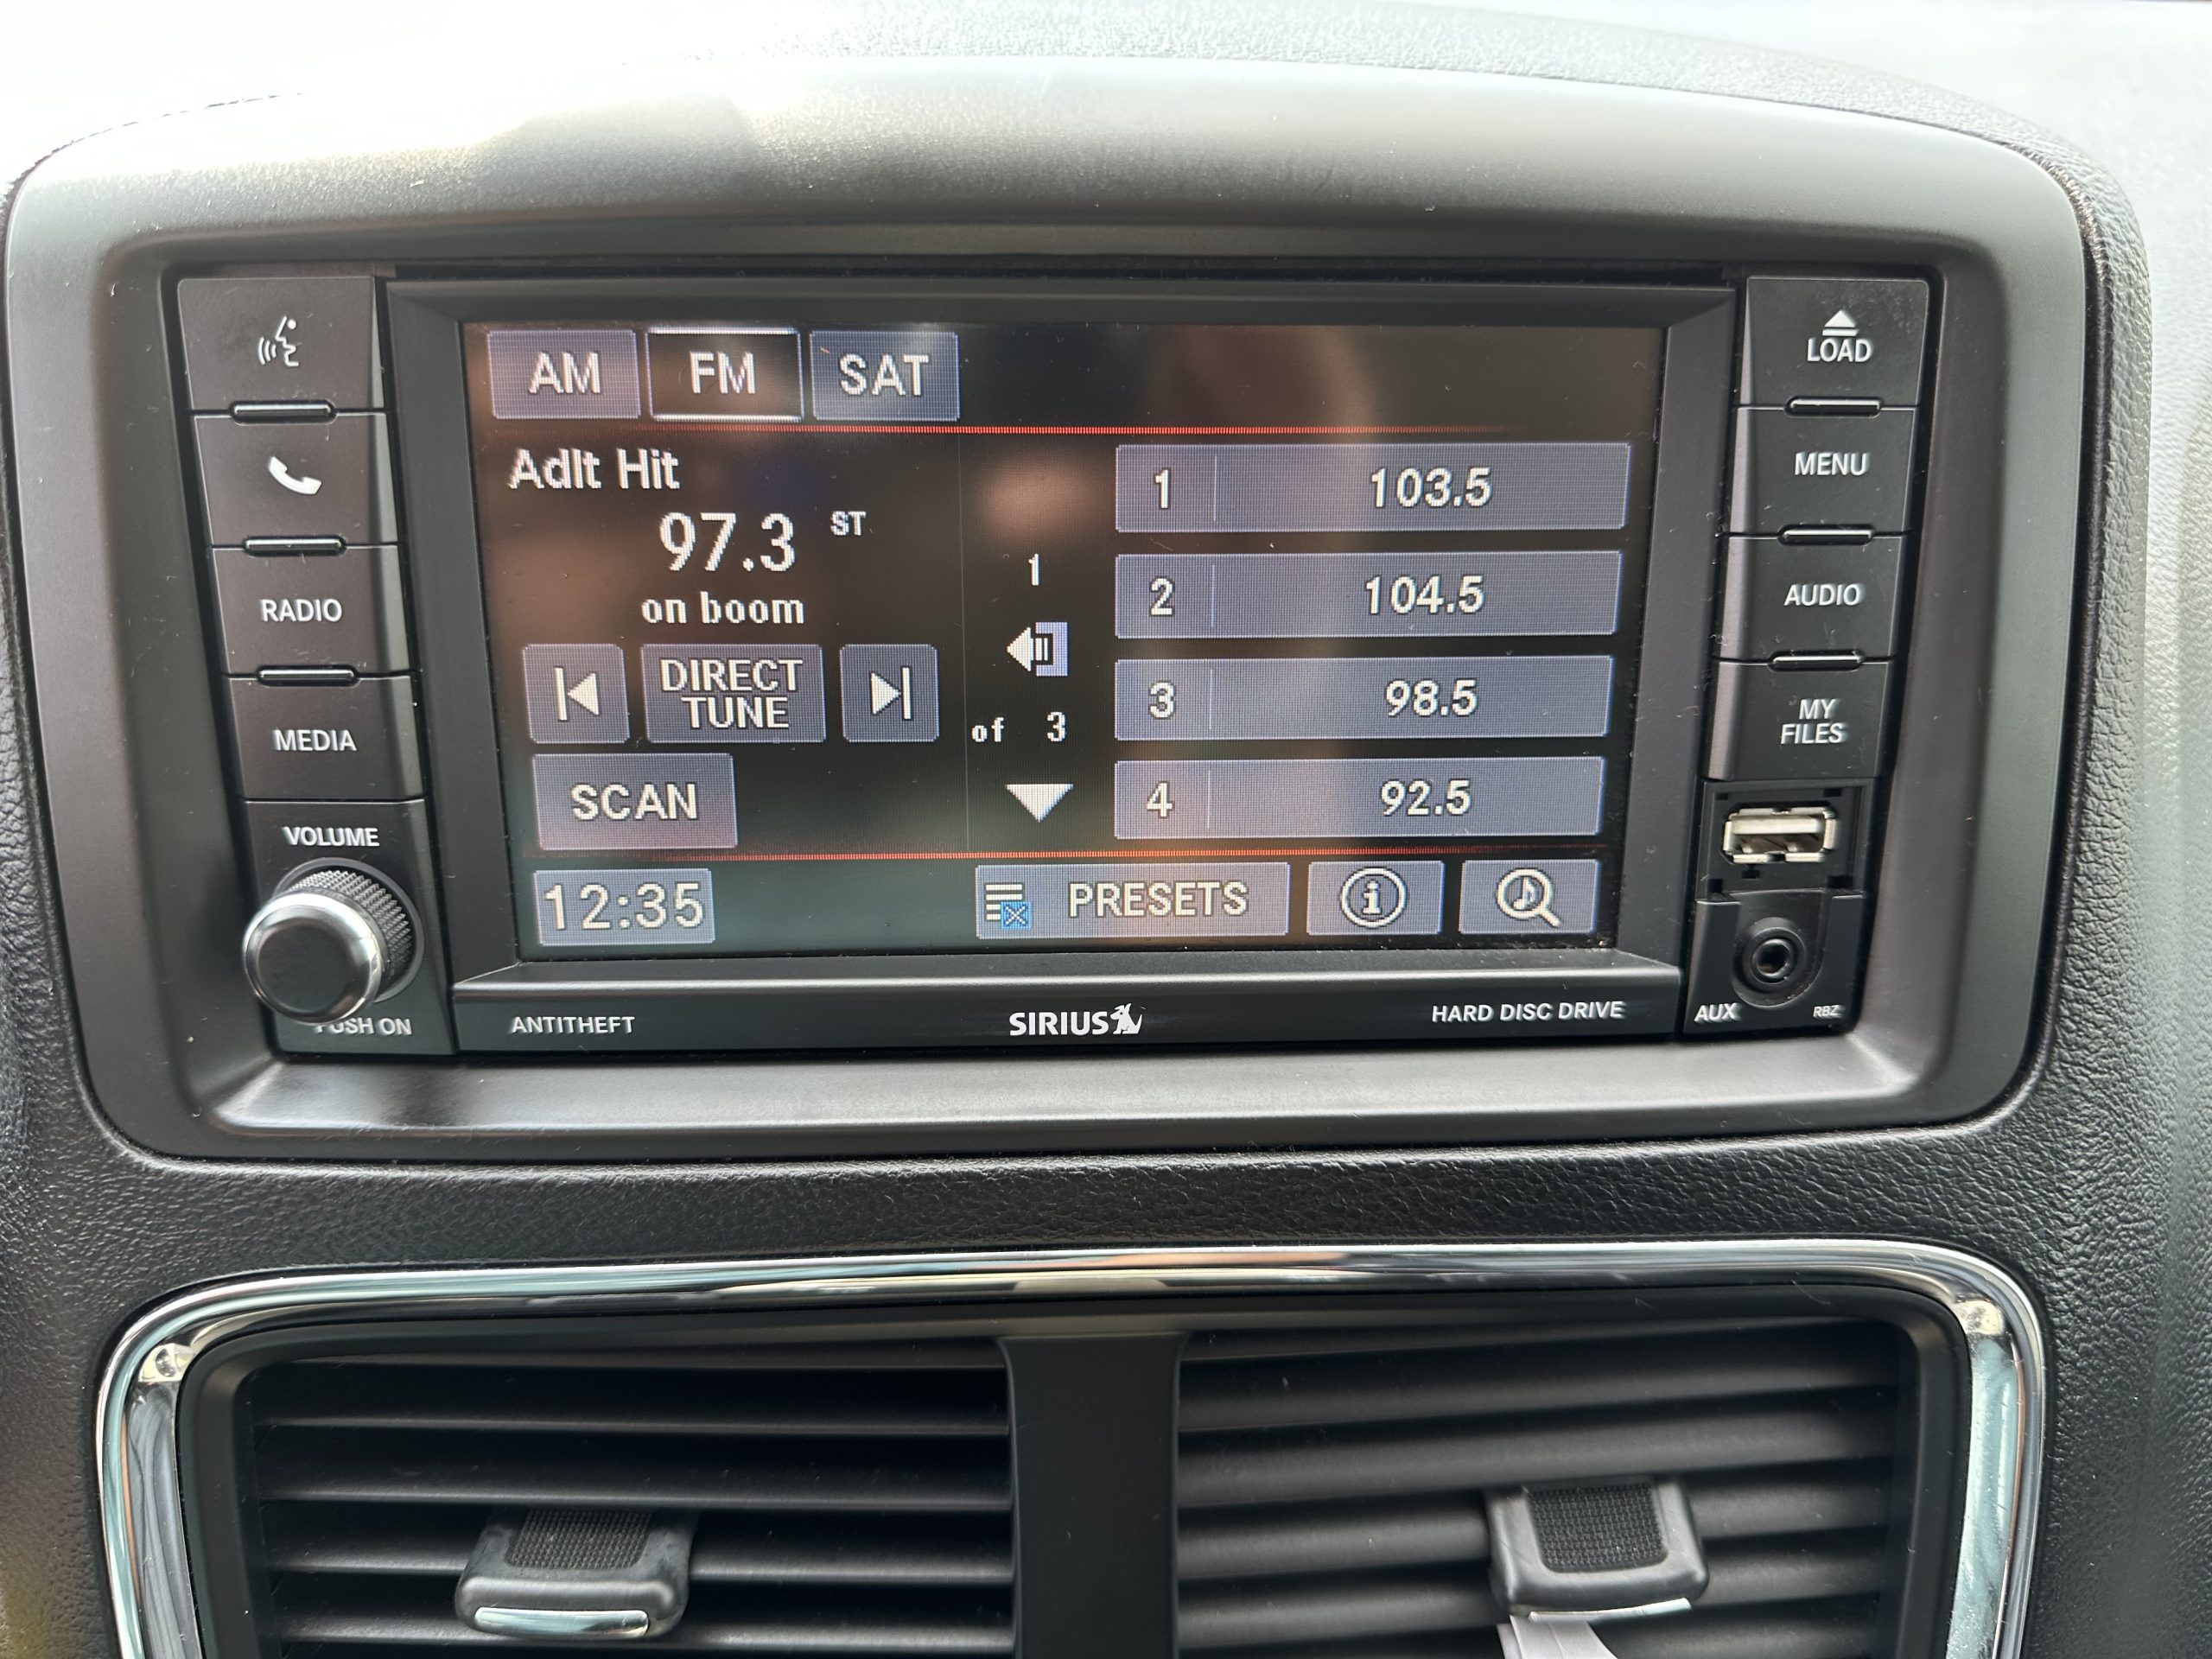 AM FM SAT
Adlt Hit
97.3 ST
on boom
DIRECT
TUNE
SCAN
12:35
1
of 3
1 103.5
2 104.5
3 98.5
4 92.5
PRESETS
i
RADIO
MEDIA
VOLUME
PUSH ON
LOAD
MENU
AUDIO
MY
FILES
AUX RBZ
ANTITHEFT
SIRIUS
HARD DISC DRIVE